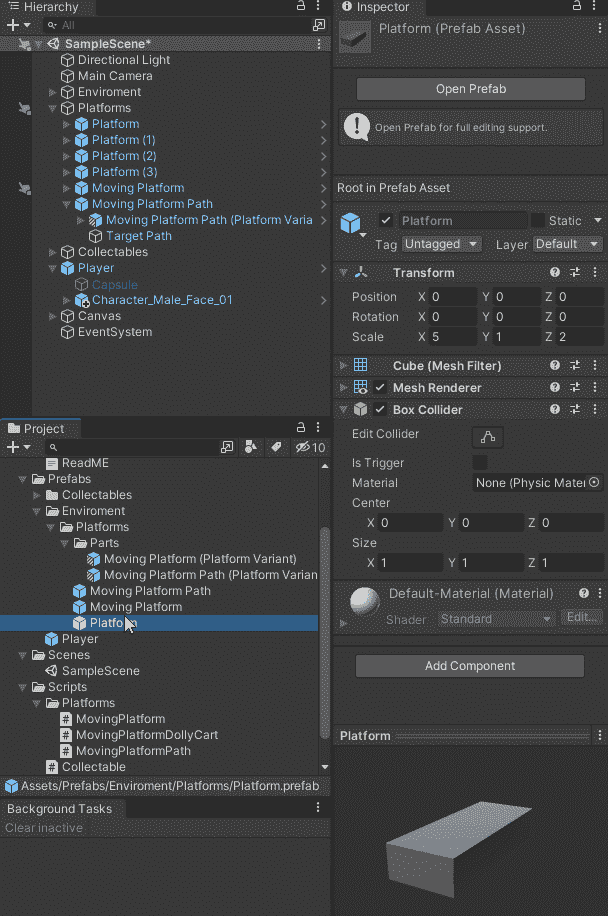 Hierarchy
All
SampleScene*
Directional Light
Main Camera
Enviroment
Platforms
Platform
Platform (1)
Platform (2)
Platform (3)
Moving Platform
Moving Platform Path
Moving Platform Path (Platform Varia
Target Path
Collectables
Player
Capsule
Character_Male_Face_01
Canvas
EventSystem
Project
10
ReadME
Prefabs
Collectables
Enviroment
Platforms
Parts
Moving Platform (Platform Variant)
Moving Platform Path (Platform Varian
Moving Platform Path
Moving Platform
Platform
Player
Scenes
SampleScene
Scripts
Platforms
MovingPlatform
MovingPlatformDollyCart
MovingPlatformPath
Collectable
Assets/Prefabs/Enviroment/Platforms/Platform.prefab
Background Tasks
Clear inactive
Inspector
Platform (Prefab Asset)
Open Prefab
Open Prefab for full editing support.
Root in Prefab Asset
Platform Static
Tag Untagged Layer Default
Transform
Position X 0 Y 0 Z 0
Rotation X 0 Y 0 Z 0
Scale X 5 Y 1 Z 2
Cube (Mesh Filter)
Mesh Renderer
Box Collider
Edit Collider
Is Trigger
Material None (Physic Mater
Center
X 0 Y 0 Z 0
Size
X 1 Y 1 Z 1
Default-Material (Material)
Shader Standard Edit...
Add Component
Platform